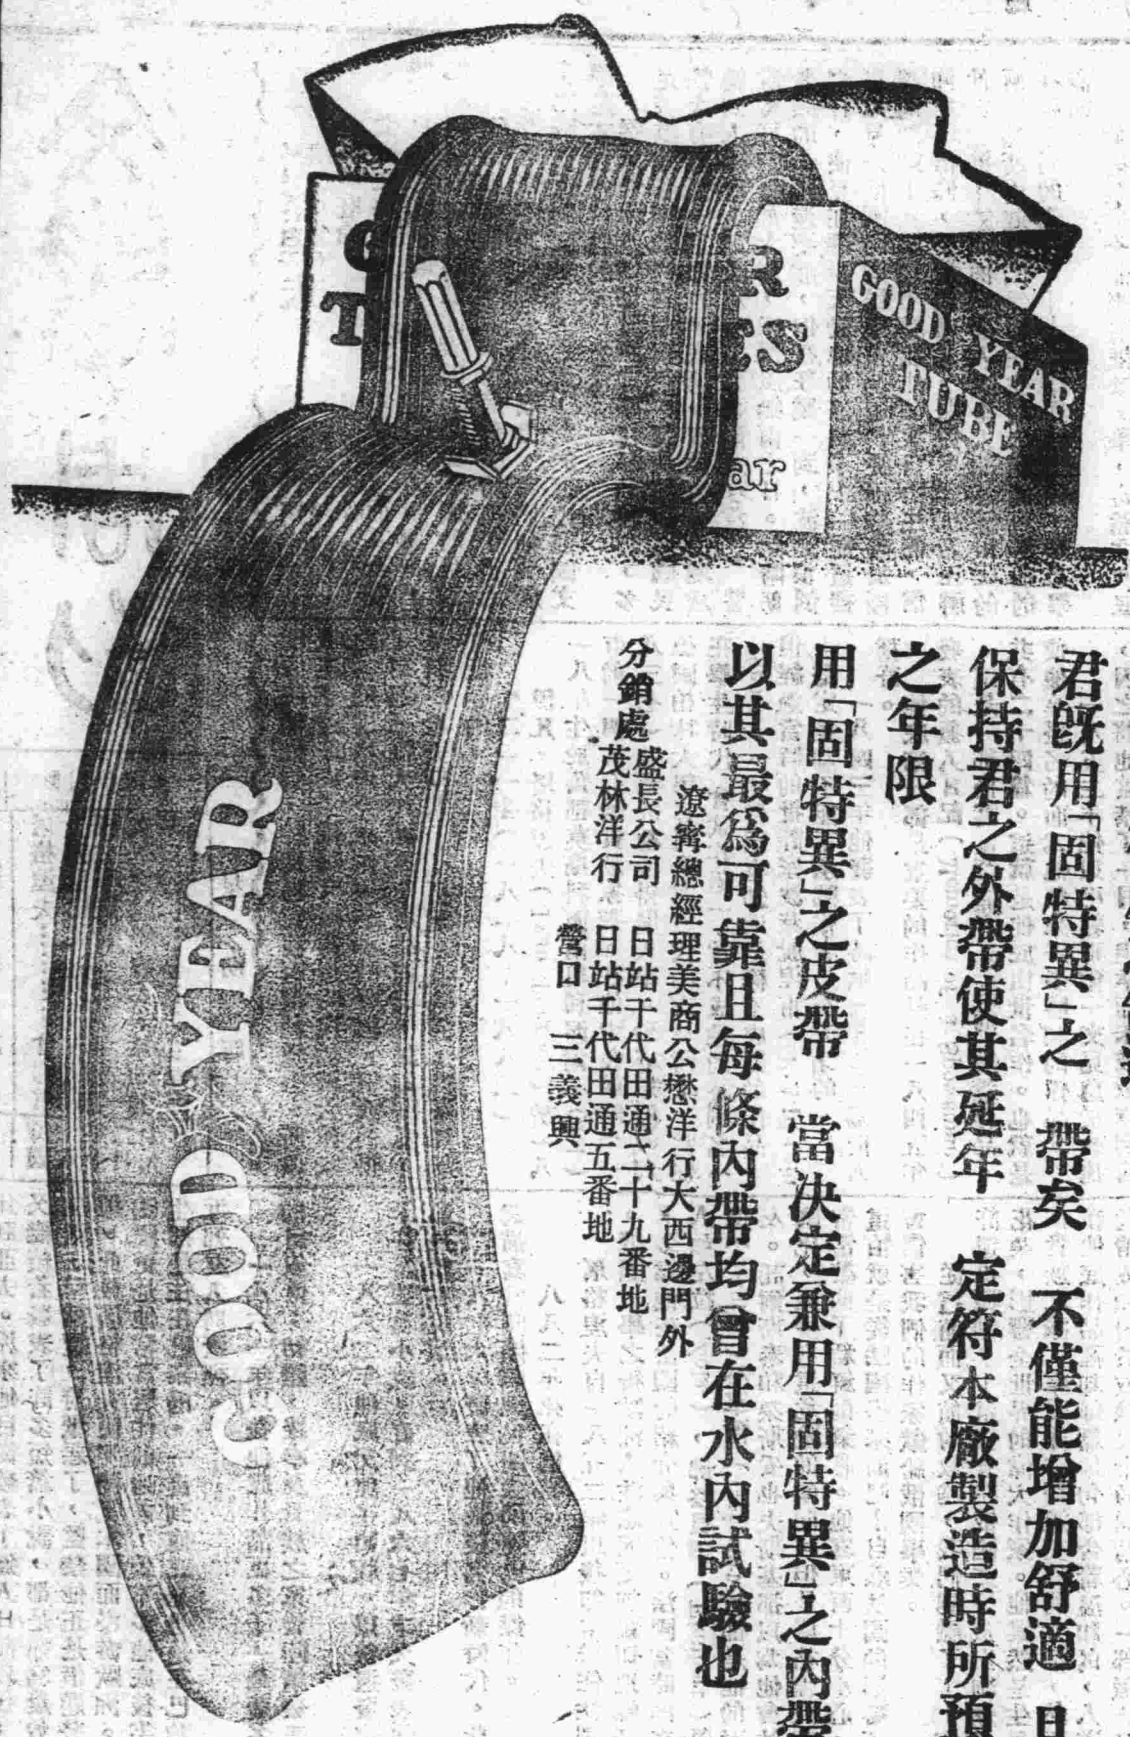 GOOD YEAR
TUBE
R
ES
ar
GOOD YEAR
君旣用「固特異」之 帶矣 不僅能增加舒適
保持君之外帶使其延年 定符本廠製造時所預
之年限
用「固特異」之皮帶 當決定兼用「固特異」之內帶
以其最爲可靠且每條內帶均曾在水內試驗也
遼寧總經理美商公懋洋行大西邊門外
分銷處 盛長公司 日站千代田通二十九番地
茂林洋行 日站千代田通五番地
營口 三義興